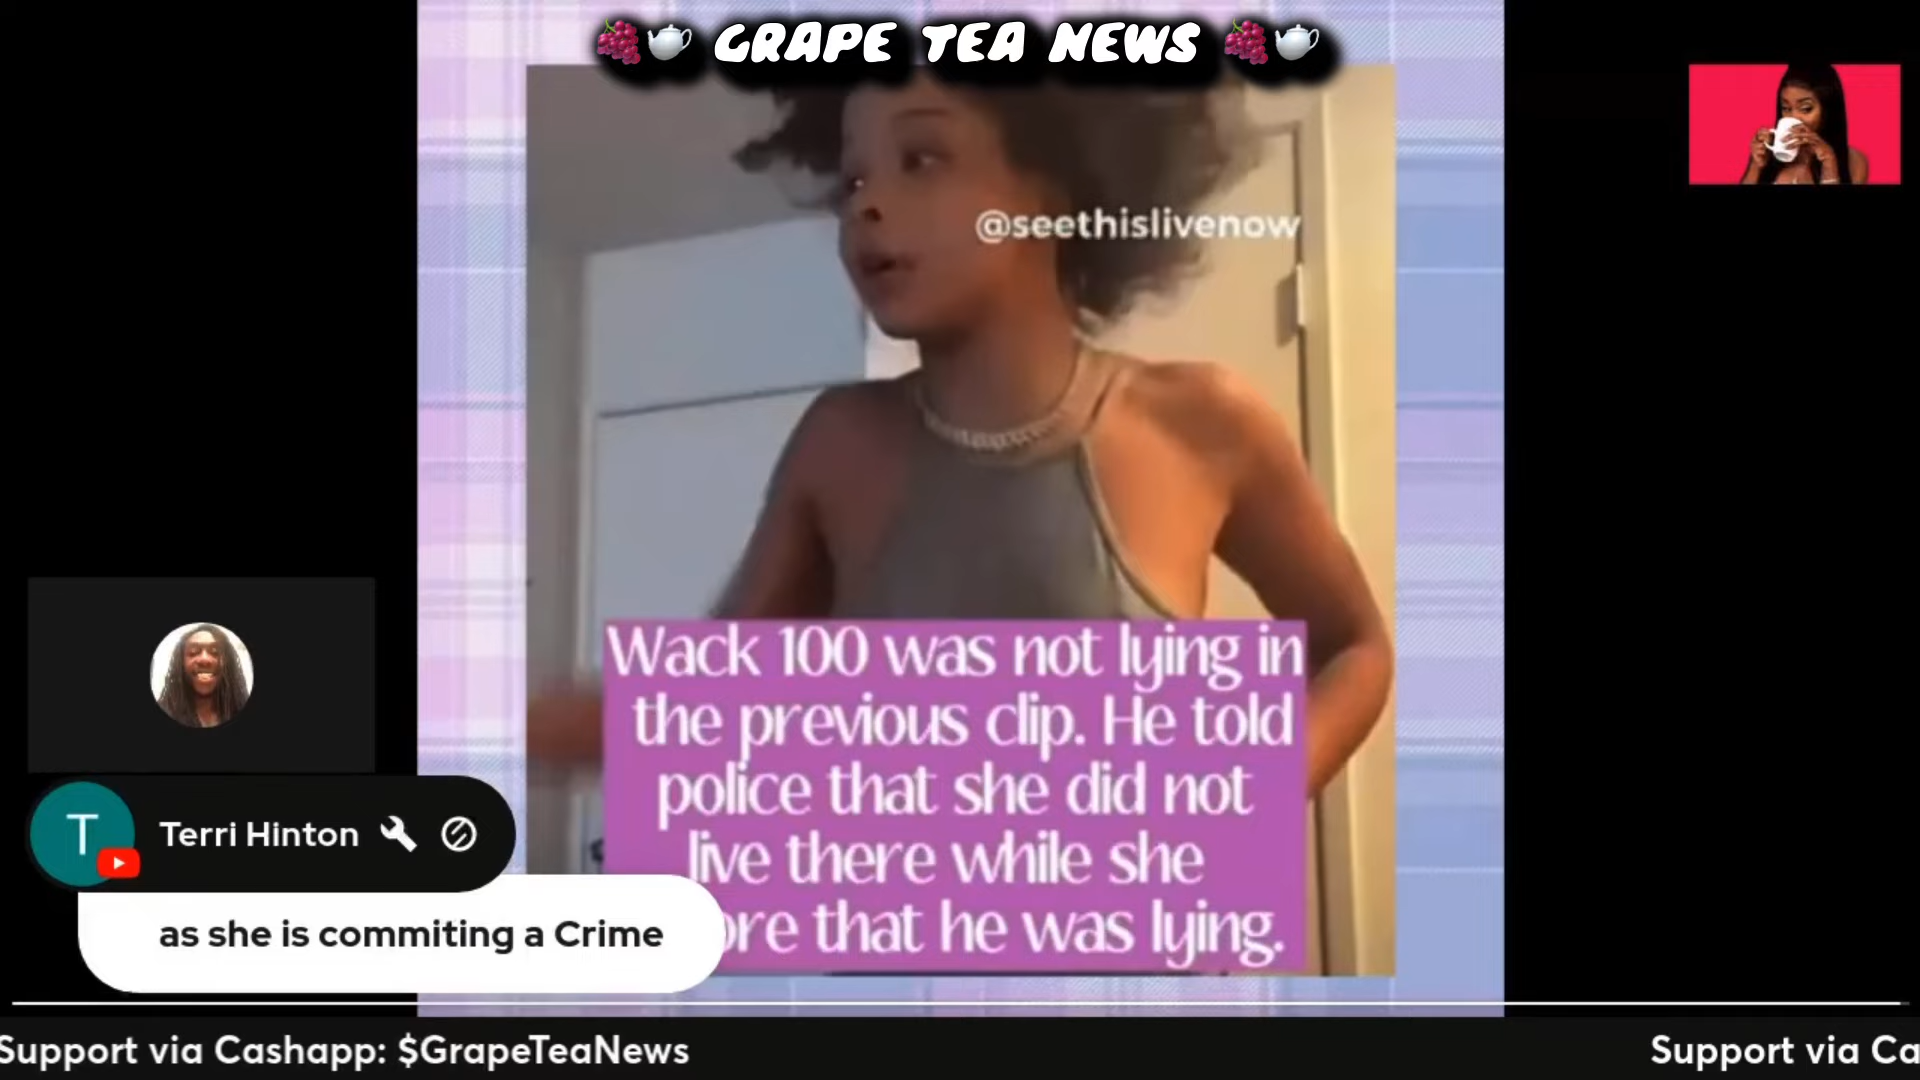 GRAPE TEA NEWS
@seethislivenow
Wack 100 was not lying in
the previous clip. He told
police that she did not
live there while she
ore that he was lying.
T
Terri Hinton
as she is commiting a Crime
Support via Cashapp: $GrapeTeaNews
Support via Ca